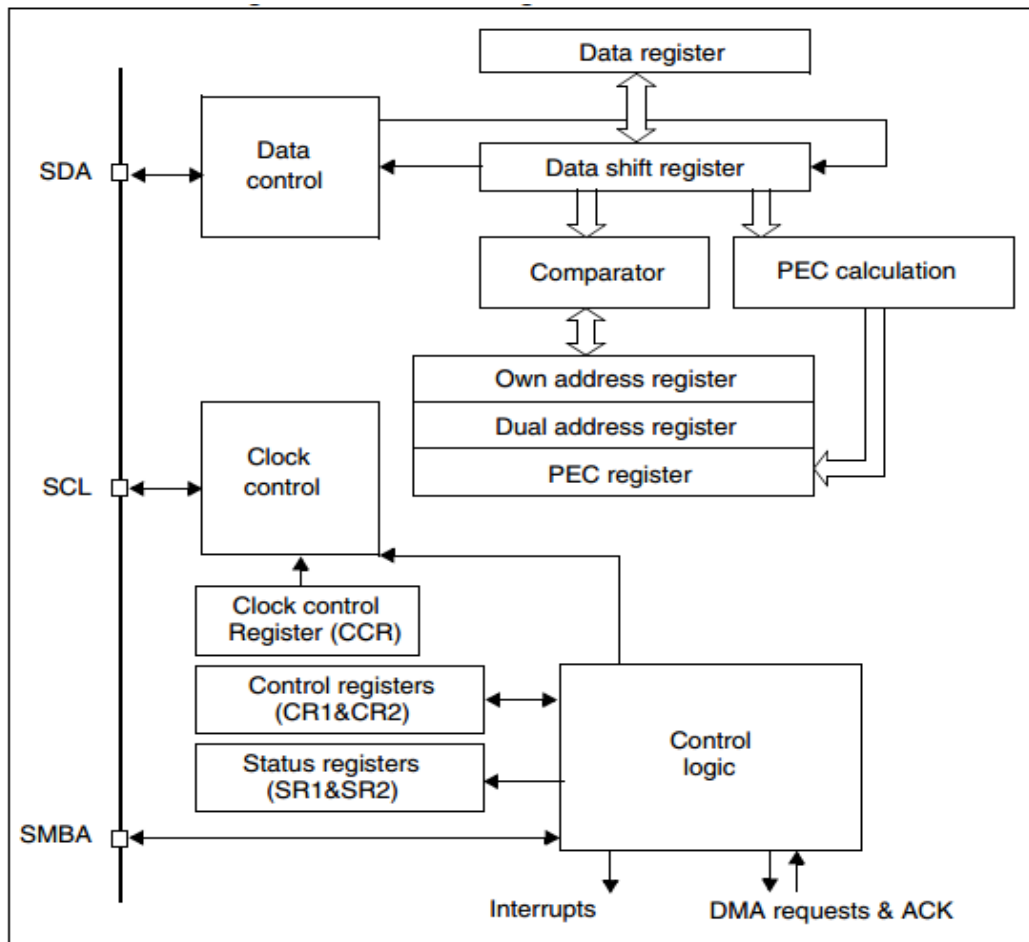 Data register
Data
control
SDA
Data shift register
Comparator
PEC calculation
Own address register
Dual address register
PEC register
Clock
control
SCL
Clock control
Register (CCR)
Control registers
(CR1&CR2)
Control
logic
Status registers
(SR1&SR2)
SMBA
Interrupts
DMA requests & ACK